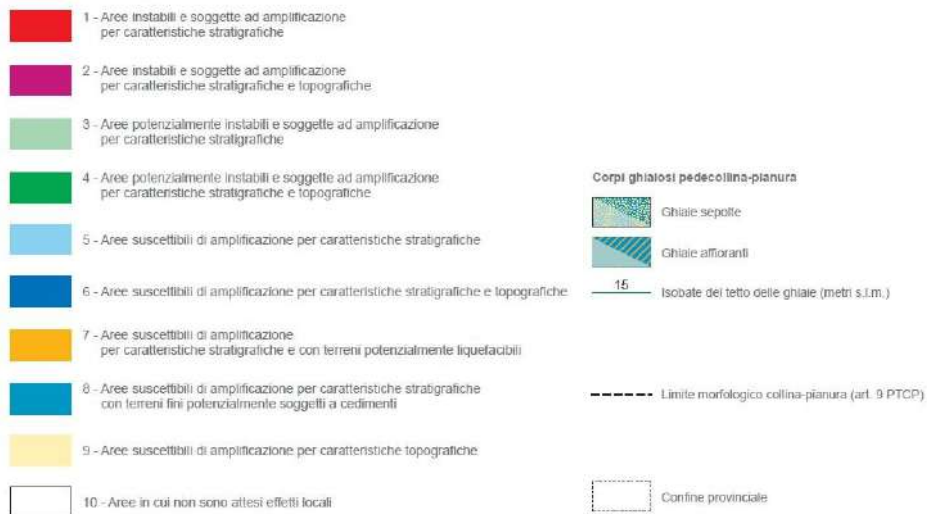 1 - Aree instabili e soggette ad amplificazione
per caratteristiche stratigrafiche
2 - Aree instabili e soggette ad amplificazione
per caratteristiche stratigrafiche e topografiche
3 - Aree potenzialmente instabili e soggette ad amplificazione
per caratteristiche stratigrafiche
4 - Aree potenzialmente instabili e soggette ad amplificazione
per caratteristiche stratigrafiche e topografiche
5 - Aree suscettibili di amplificazione per caratteristiche stratigrafiche
6 - Aree suscettibili di amplificazione per caratteristiche stratigrafiche e topografiche
7 - Aree suscettibili di amplificazione
per caratteristiche stratigrafiche e con terreni potenzialmente liquefacibili
8 - Aree suscettibili di amplificazione per caratteristiche stratigrafiche
con terreni fini potenzialmente soggetti a cedimenti
9 - Aree suscettibili di amplificazione per caratteristiche topografiche
10 - Aree in cui non sono attesi effetti locali
Corpi ghiaiosi pedecollina-pianura
Ghiaie sepolte
Ghiaie affioranti
15
Isobate del tetto delle ghiaie (metri s.l.m.)
Limite morfologico collina-pianura (art. 9 PTCP)
Confine provinciale